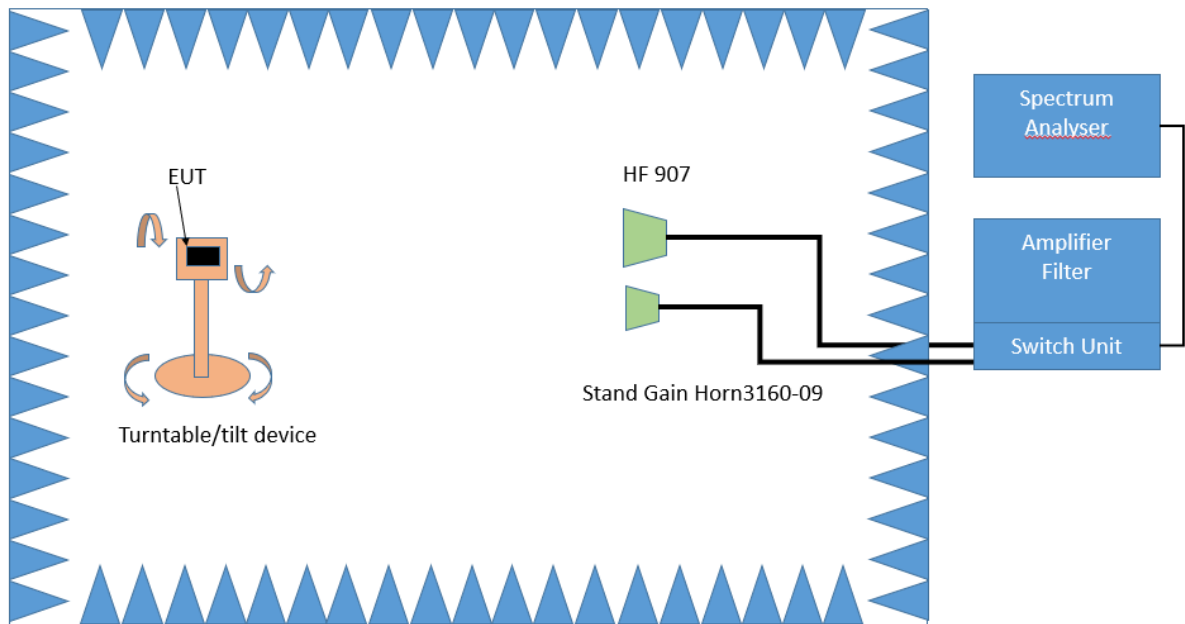 Spectrum
Analyser
EUT
HF 907
Amplifier
Filter
Switch Unit
Stand Gain Horn3160-09
Turntable/tilt device